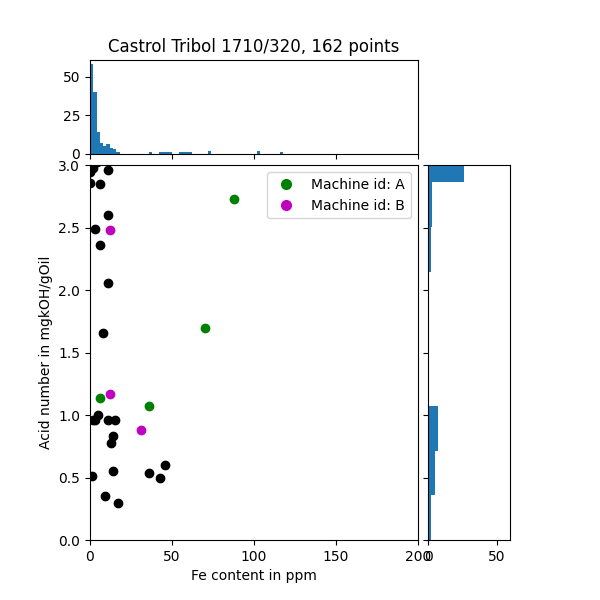 Castrol Tribol 1710/320, 162 points
50
25
0
3.0
2.5
2.0
1.5
1.0
0.5
0.0
Acid number in mgkOH/gOil
Machine id: A
Machine id: B
0 50 100 150 200
0 50
Fe content in ppm